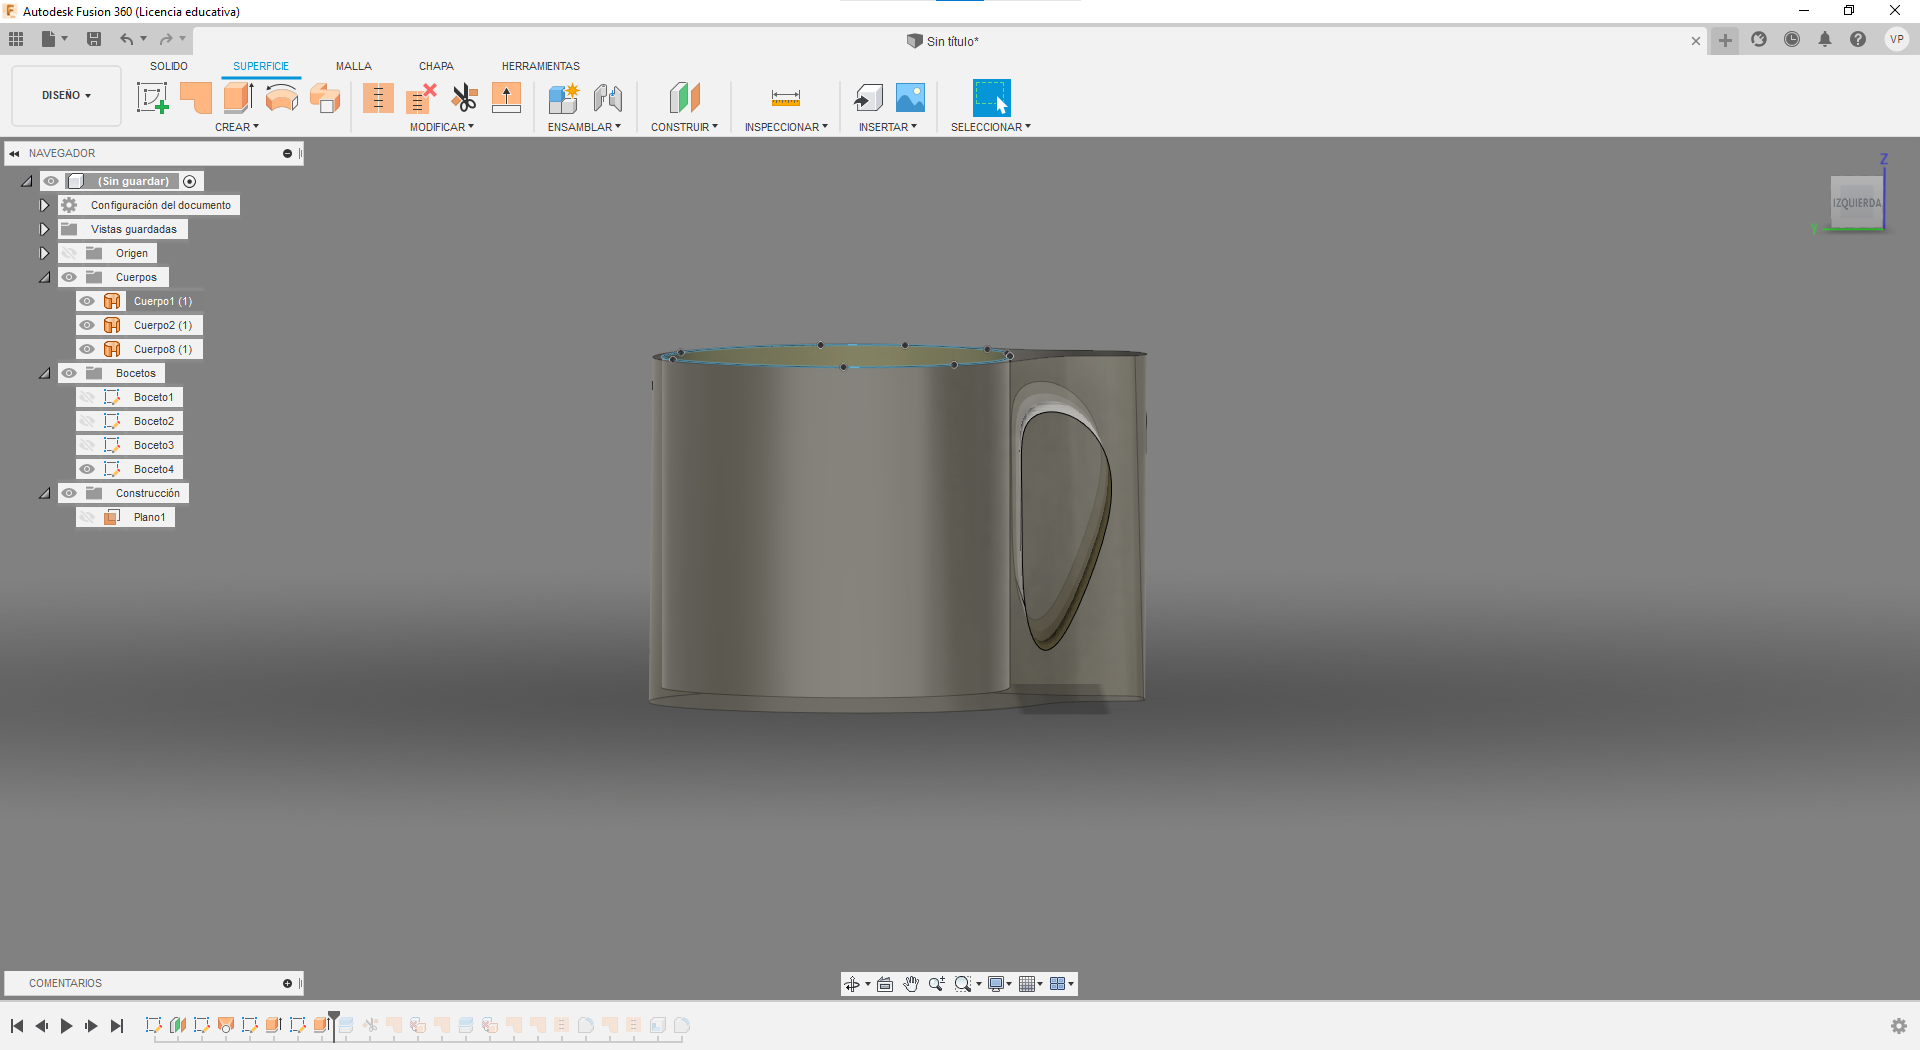 Autodesk Fusion 360 (Licencia educativa)
Sin título*
VP
DISEÑO
SOLIDO SUPERFICIE MALLA CHAPA HERRAMIENTAS
CREAR MODIFICAR ENSAMBLAR CONSTRUIR INSPECCIONAR INSERTAR SELECCIONAR
NAVEGADOR
(Sin guardar)
Configuración del documento
Vistas guardadas
Origen
Cuerpos
Cuerpo1 (1)
Cuerpo2 (1)
Cuerpo8 (1)
Bocetos
Boceto1
Boceto2
Boceto3
Boceto4
Construcción
Plano1
Z
IZQUIERDA
Y
COMENTARIOS